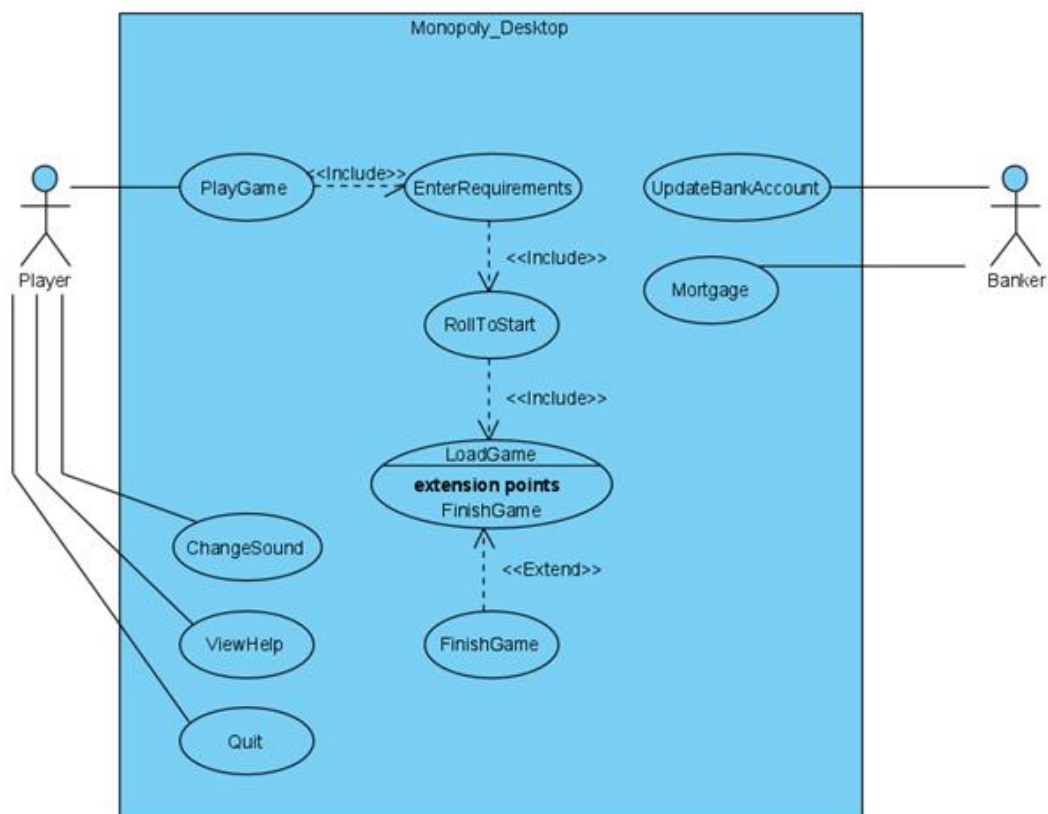 Monopoly_Desktop
PlayGame
<<Include>>
EnterRequirements
UpdateBankAccount
Player
<<Include>>
Mortgage
Banker
RollToStart
<<Include>>
LoadGame
extension points
FinishGame
ChangeSound
<<Extend>>
ViewHelp
FinishGame
Quit